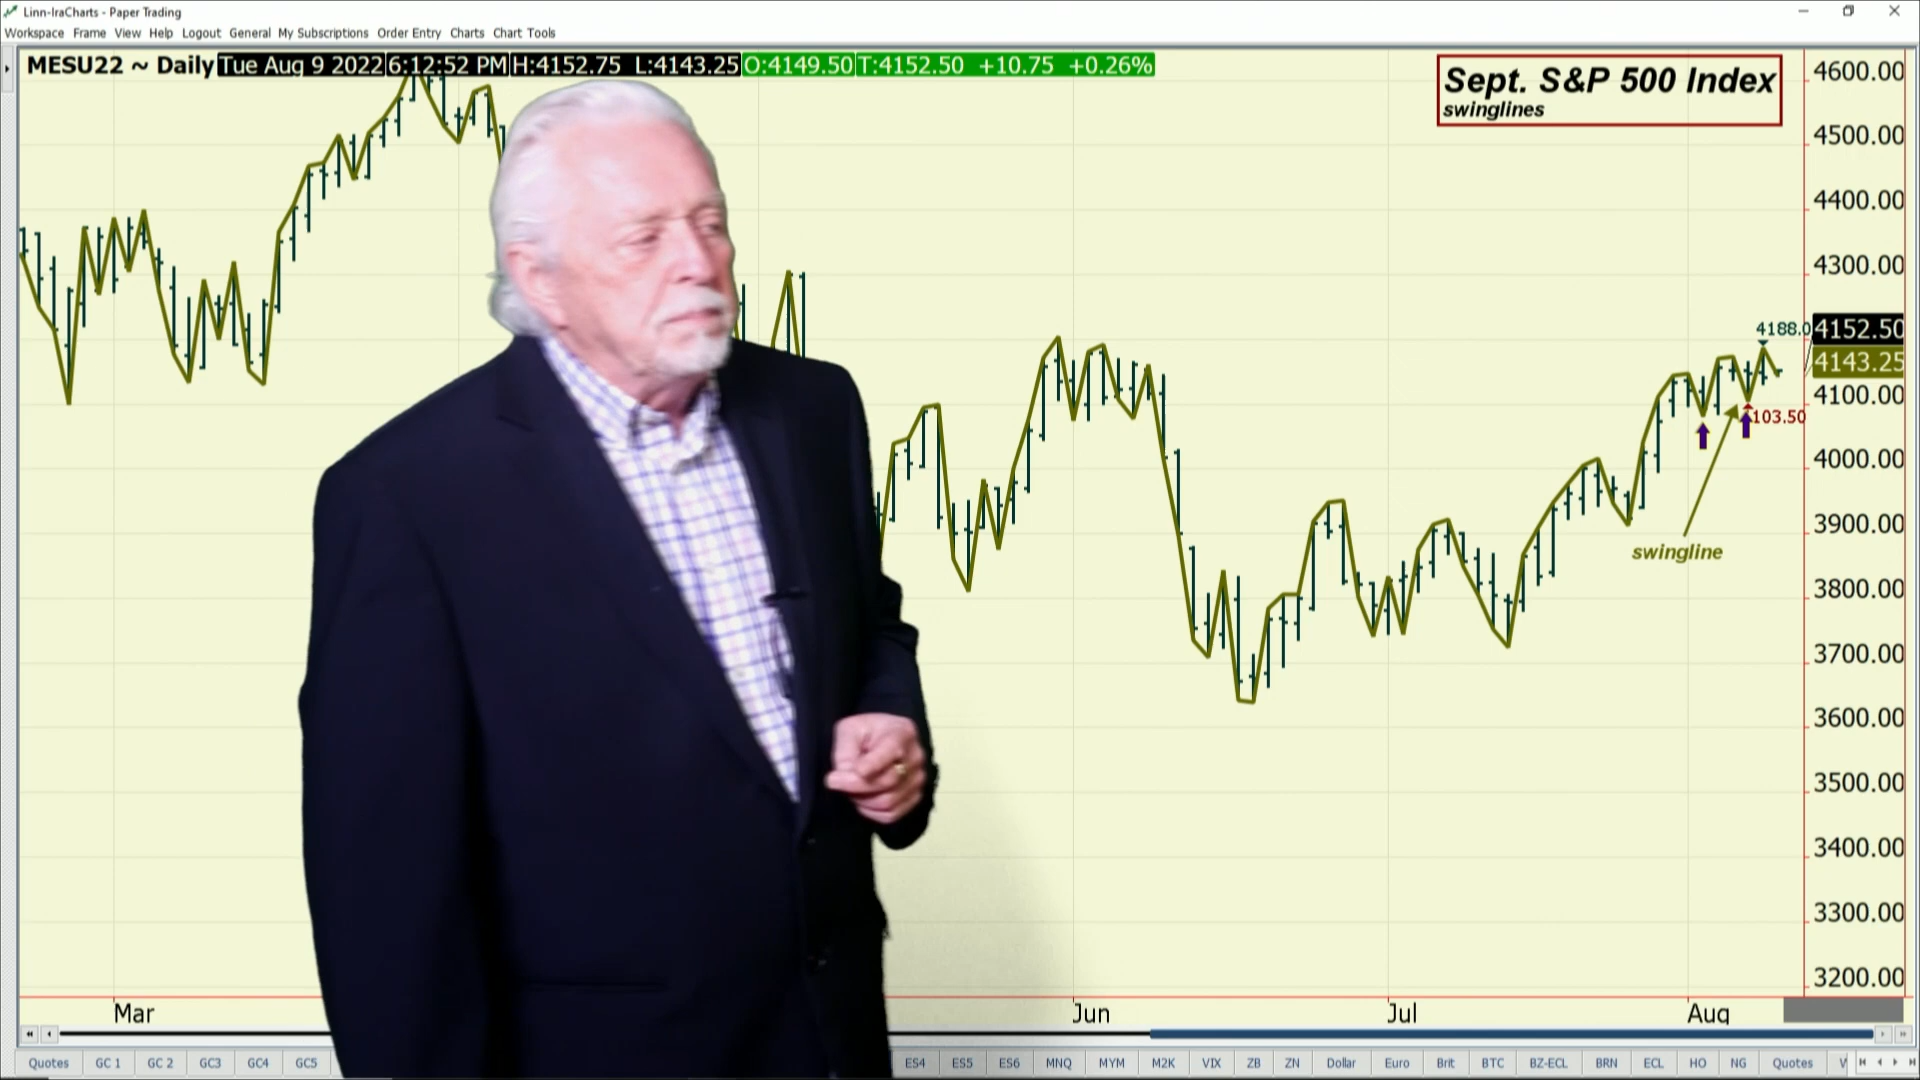 Linn-IraCharts - Paper Trading
Workspace Frame View Help Logout General My Subscriptions Order Entry Charts Chart Tools
MESU22 ~ Daily Tue Aug 9 2022 6:12:52 PM H:4152.75 L:4143.25 O:4149.50 T:4152.50 +10.75 +0.26%
Sept. S&P 500 Index
swinglines
4600.00
4500.00
4400.00
4300.00
4188.0
4152.50
4143.25
4100.00
103.50
4000.00
3900.00
swingline
3800.00
3700.00
3600.00
3500.00
3400.00
3300.00
3200.00
Mar Jun Jul Aug
Quotes GC 1 GC 2 GC3 GC4 GC5 ES4 ES5 ES6 MNQ MYM M2K VIX ZB ZN Dollar Euro Brit BTC BZ-ECL BRN ECL HO NG Quotes